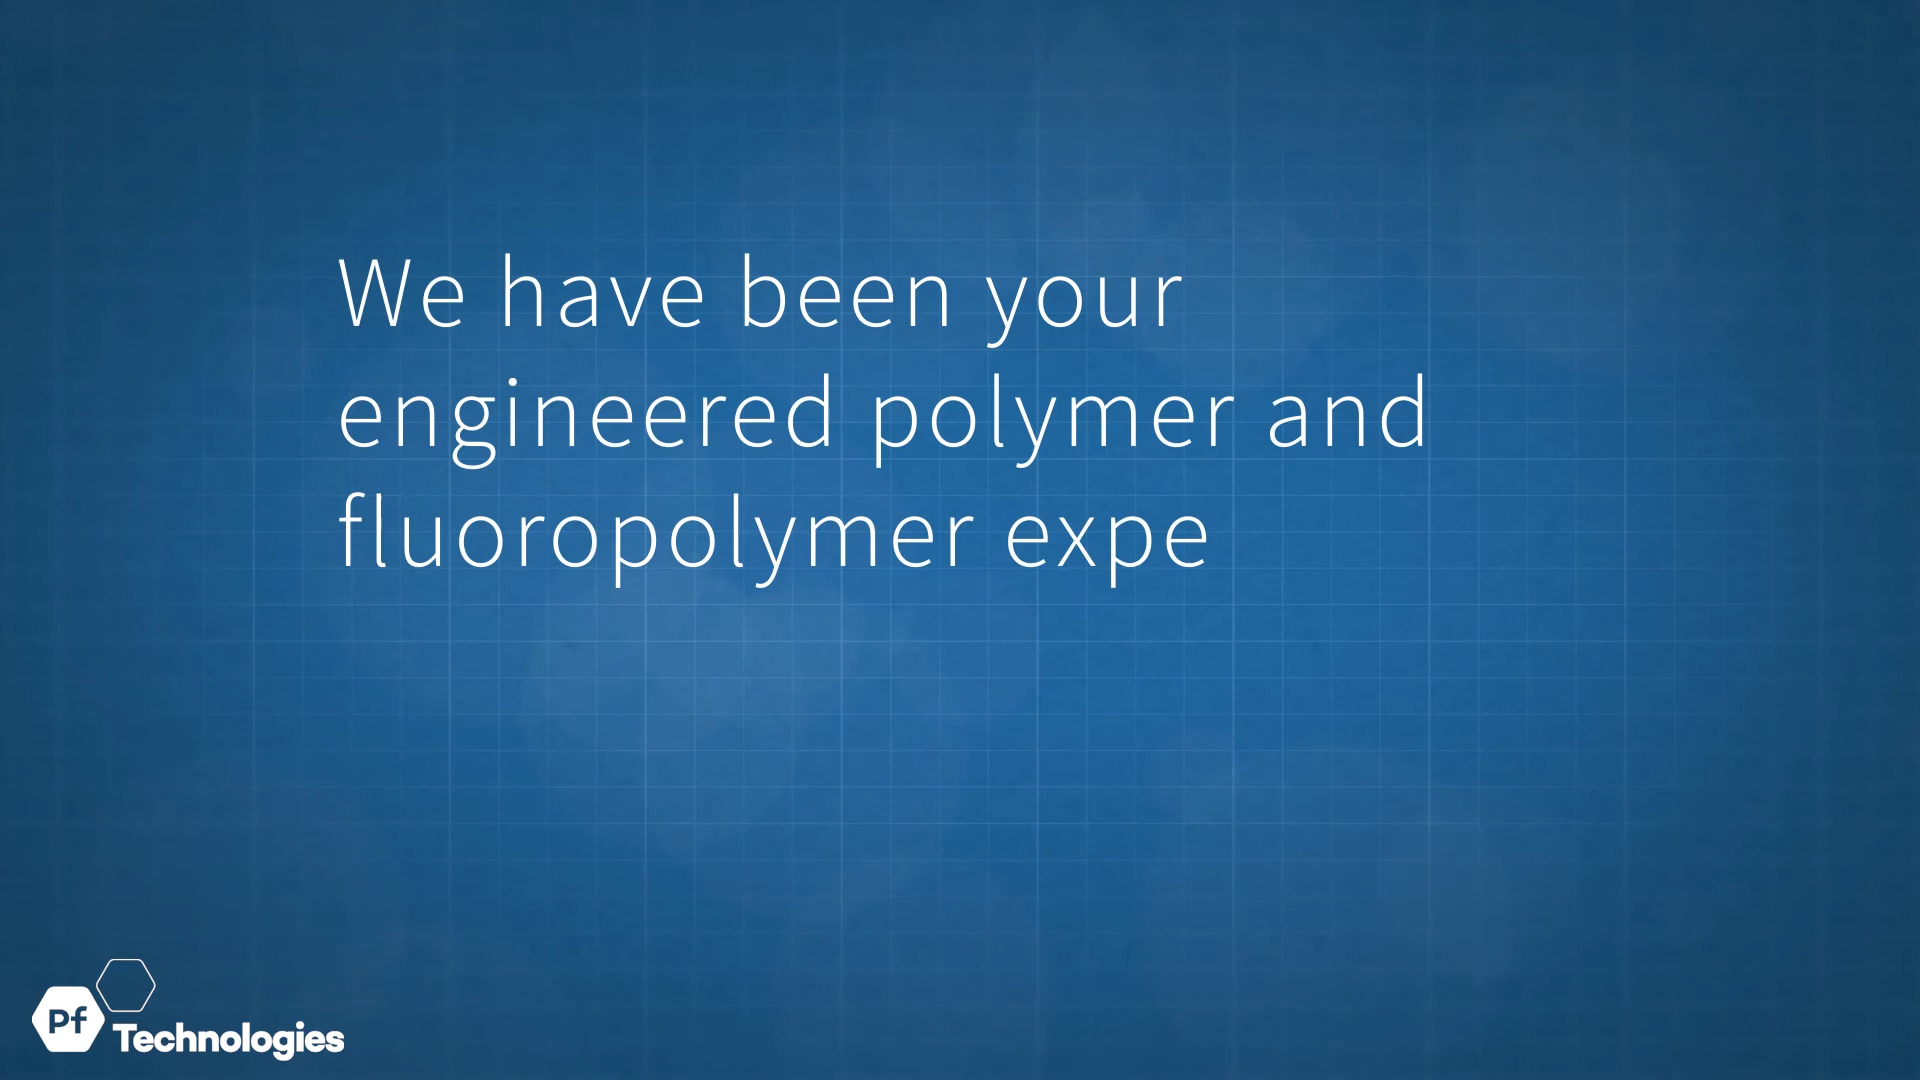 We have been your
engineered polymer and
fluoropolymer expe
Pf
Technologies